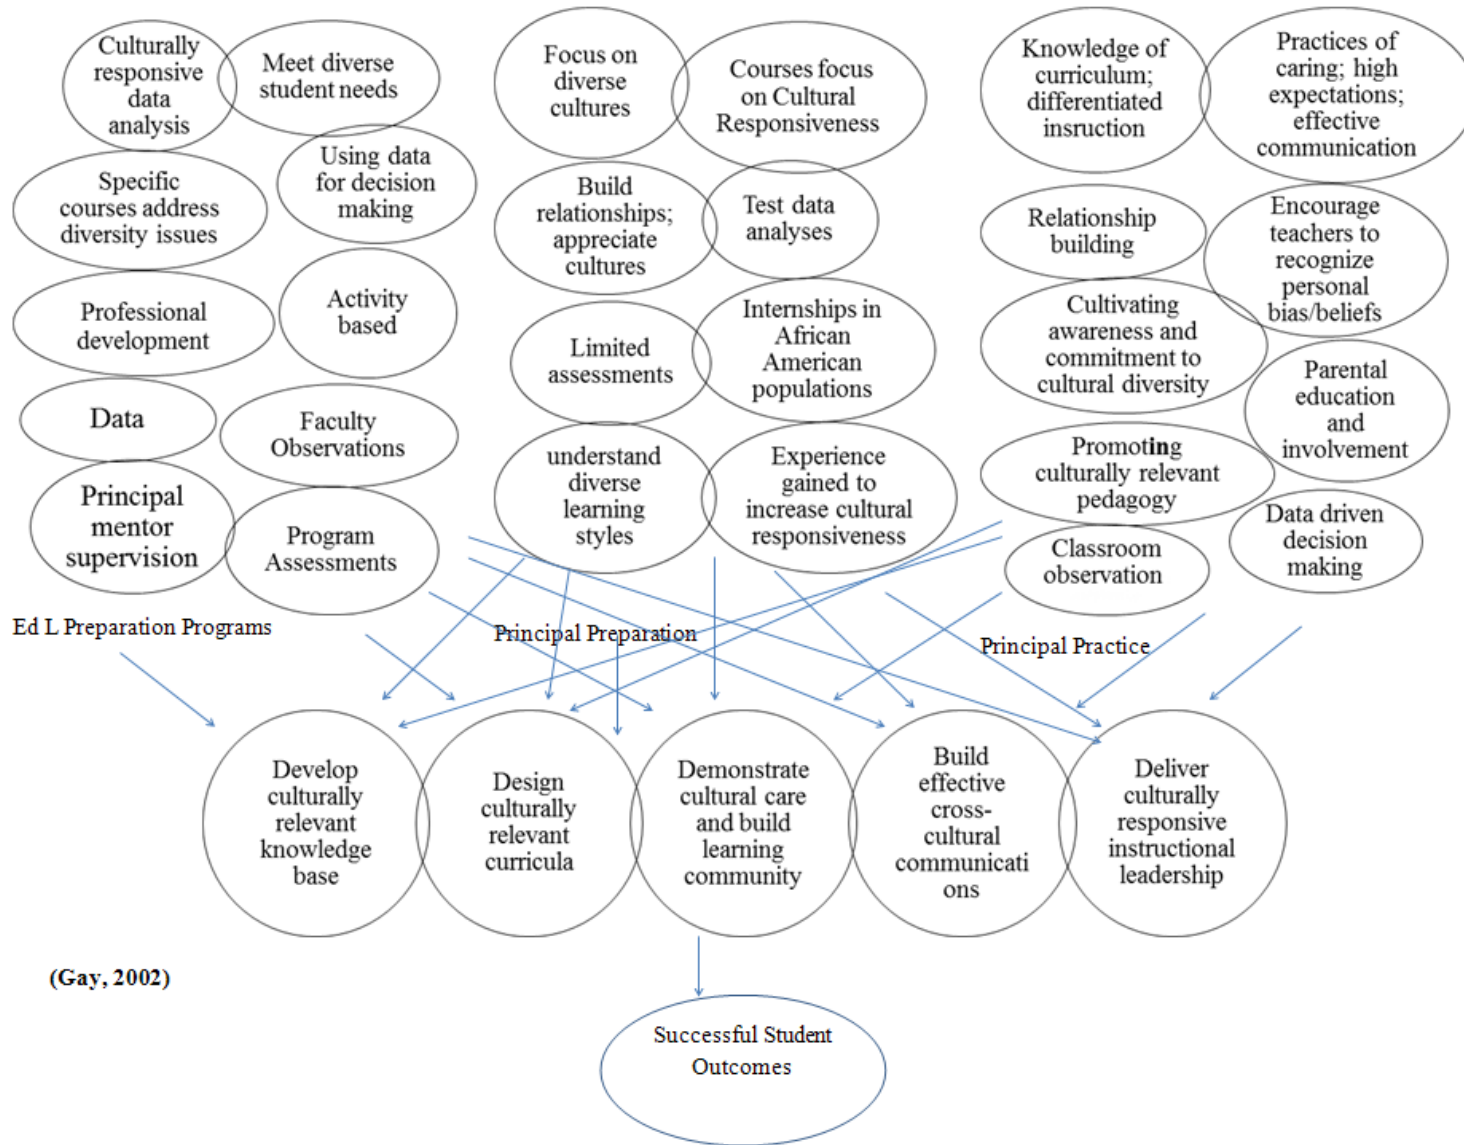 Culturally
responsive
data
analysis
Meet diverse
student needs
Specific
courses address
diversity issues
Using data
for decision
making
Professional
development
Activity
based
Data
Faculty
Observations
Principal
mentor
supervision
Program
Assessments
Ed L Preparation Programs
Focus on
diverse
cultures
Courses focus
on Cultural
Responsiveness
Build
relationships;
appreciate
cultures
Test data
analyses
Limited
assessments
Internships in
African
American
populations
understand
diverse
learning
styles
Experience
gained to
increase cultural
responsiveness
Principal Preparation
Knowledge of
curriculum;
differentiated
insruction
Practices of
caring; high
expectations;
effective
communication
Relationship
building
Encourage
teachers to
recognize
personal
bias/beliefs
Cultivating
awareness and
commitment to
cultural diversity
Parental
education
and
involvement
Promoting
culturally relevant
pedagogy
Data driven
decision
making
Classroom
observation
Principal Practice
Develop
culturally
relevant
knowledge
base
Design
culturally
relevant
curricula
Demonstrate
cultural care
and build
learning
community
Build
effective
cross-
cultural
communicati
ons
Deliver
culturally
responsive
instructional
leadership
(Gay, 2002)
Successful Student
Outcomes